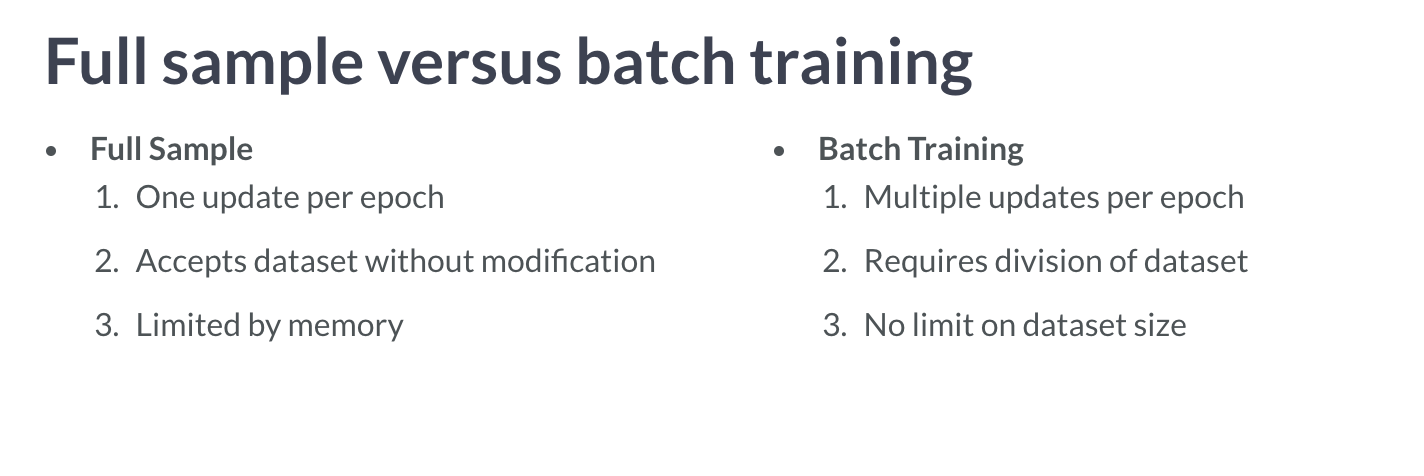 Full sample versus batch training
• Full Sample
1. One update per epoch
2. Accepts dataset without modification
3. Limited by memory
• Batch Training
1. Multiple updates per epoch
2. Requires division of dataset
3. No limit on dataset size